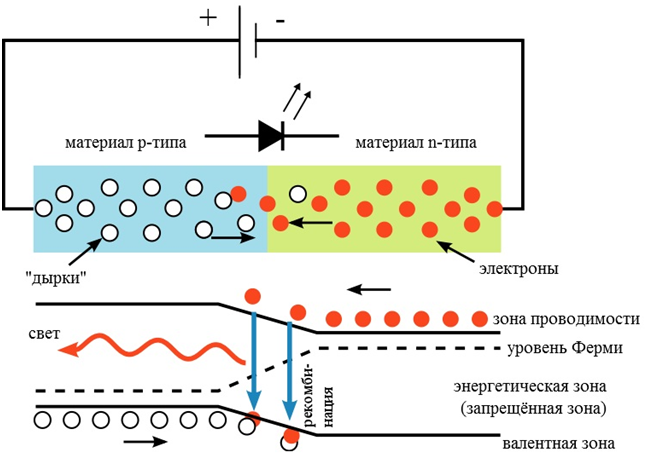 + -
материал p-типа
материал n-типа
"дырки"
электроны
зона проводимости
свет
уровень Ферми
рекомби-
нация
энергетическая зона
(запрещённая зона)
валентная зона